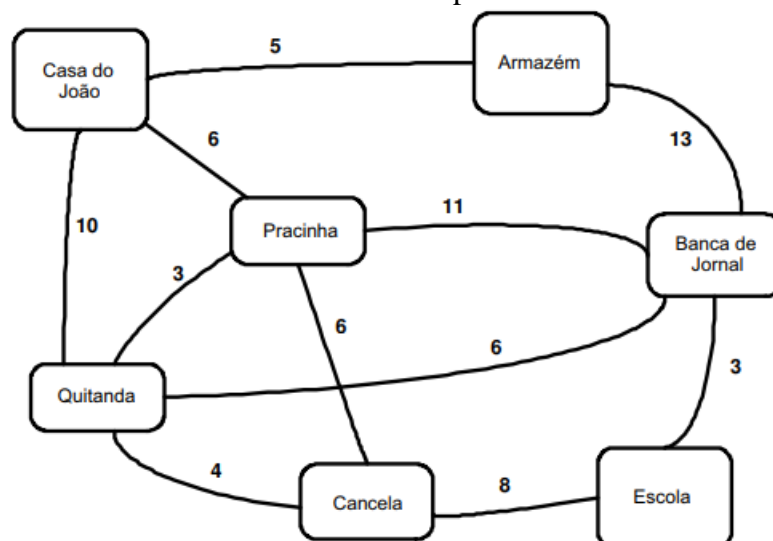 5
Casa do
João
Armazém
6
13
10
Pracinha
11
Banca de
Jornal
3
6
6
3
Quitanda
4
Cancela
8
Escola